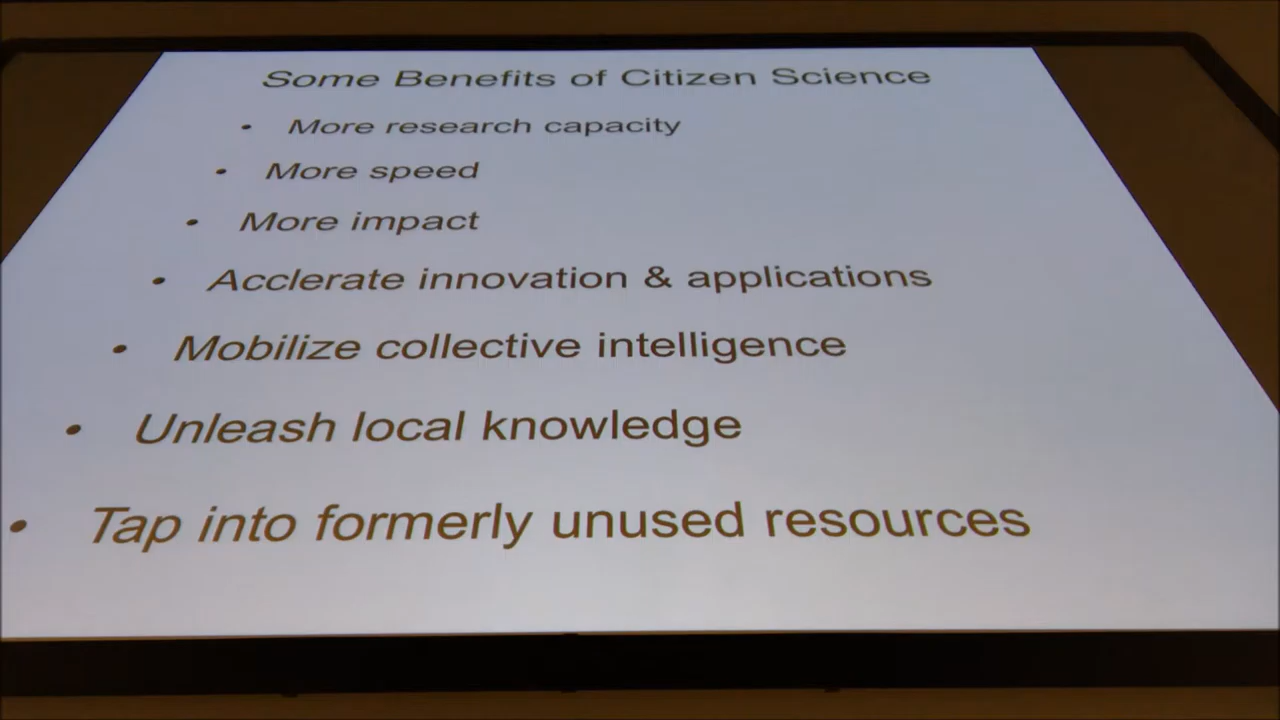 Some Benefits of Citizen Science
• More research capacity
• More speed
• More impact
• Acclerate innovation & applications
• Mobilize collective intelligence
• Unleash local knowledge
• Tap into formerly unused resources